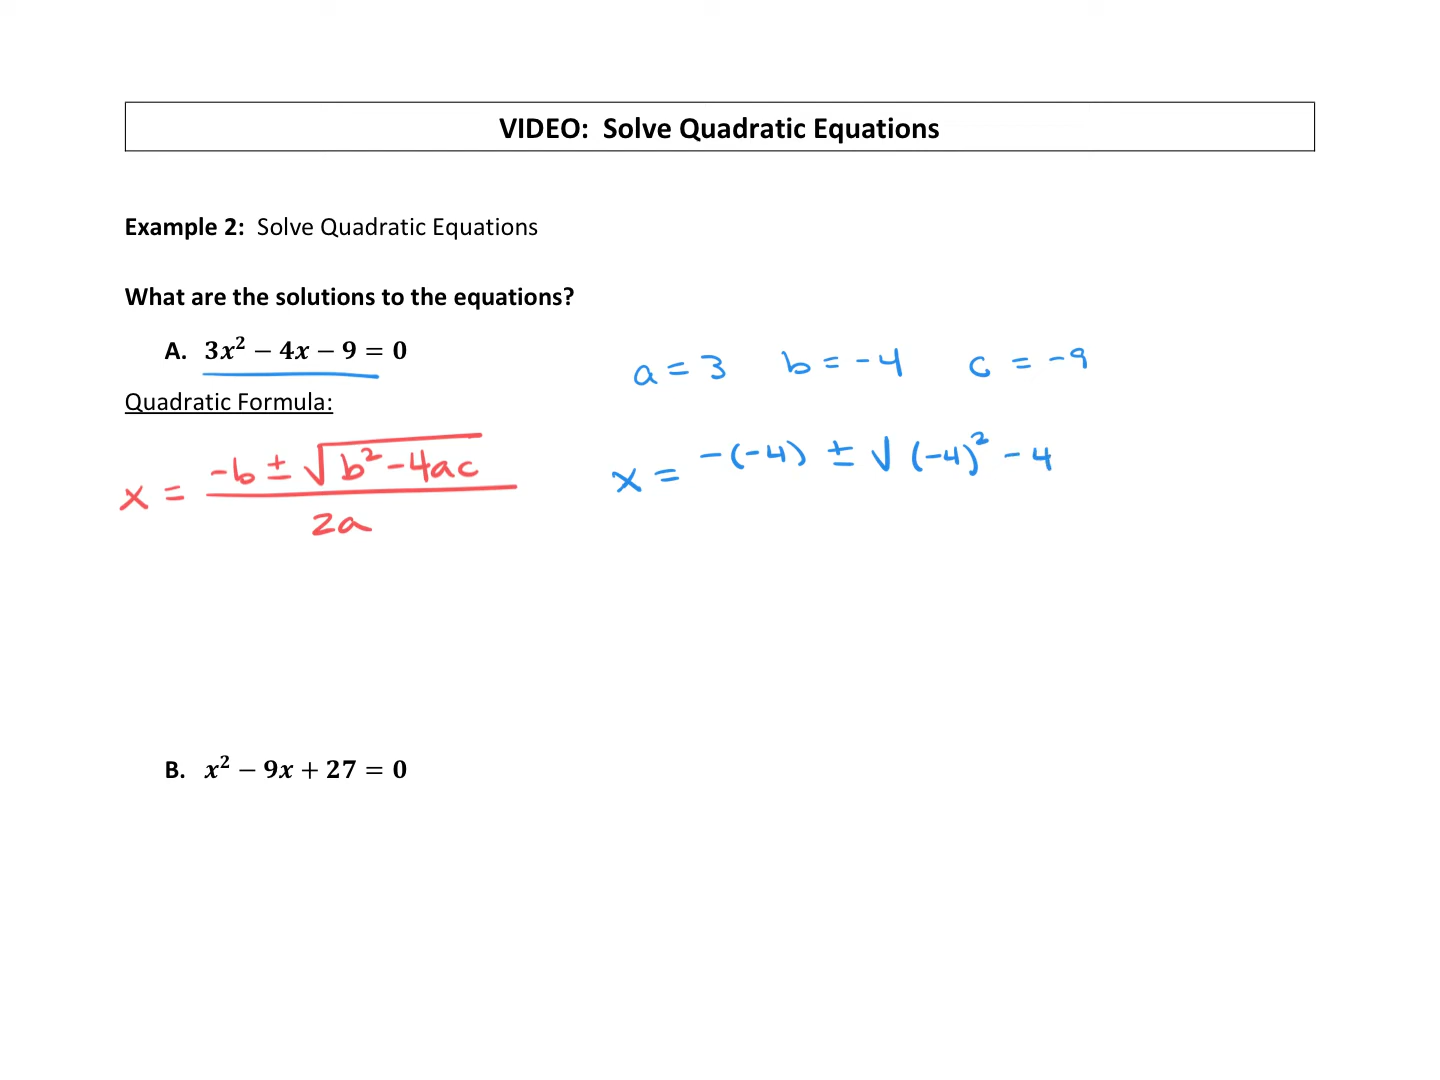 VIDEO: Solve Quadratic Equations
Example 2: Solve Quadratic Equations
What are the solutions to the equations?
A. 3x² − 4x − 9 = 0
a = 3 b = -4 c = -9
Quadratic Formula:
x = (-b ± √(b² - 4ac)) / 2a
x = -(-4) ± √ (-4)² - 4
B. x² − 9x + 27 = 0